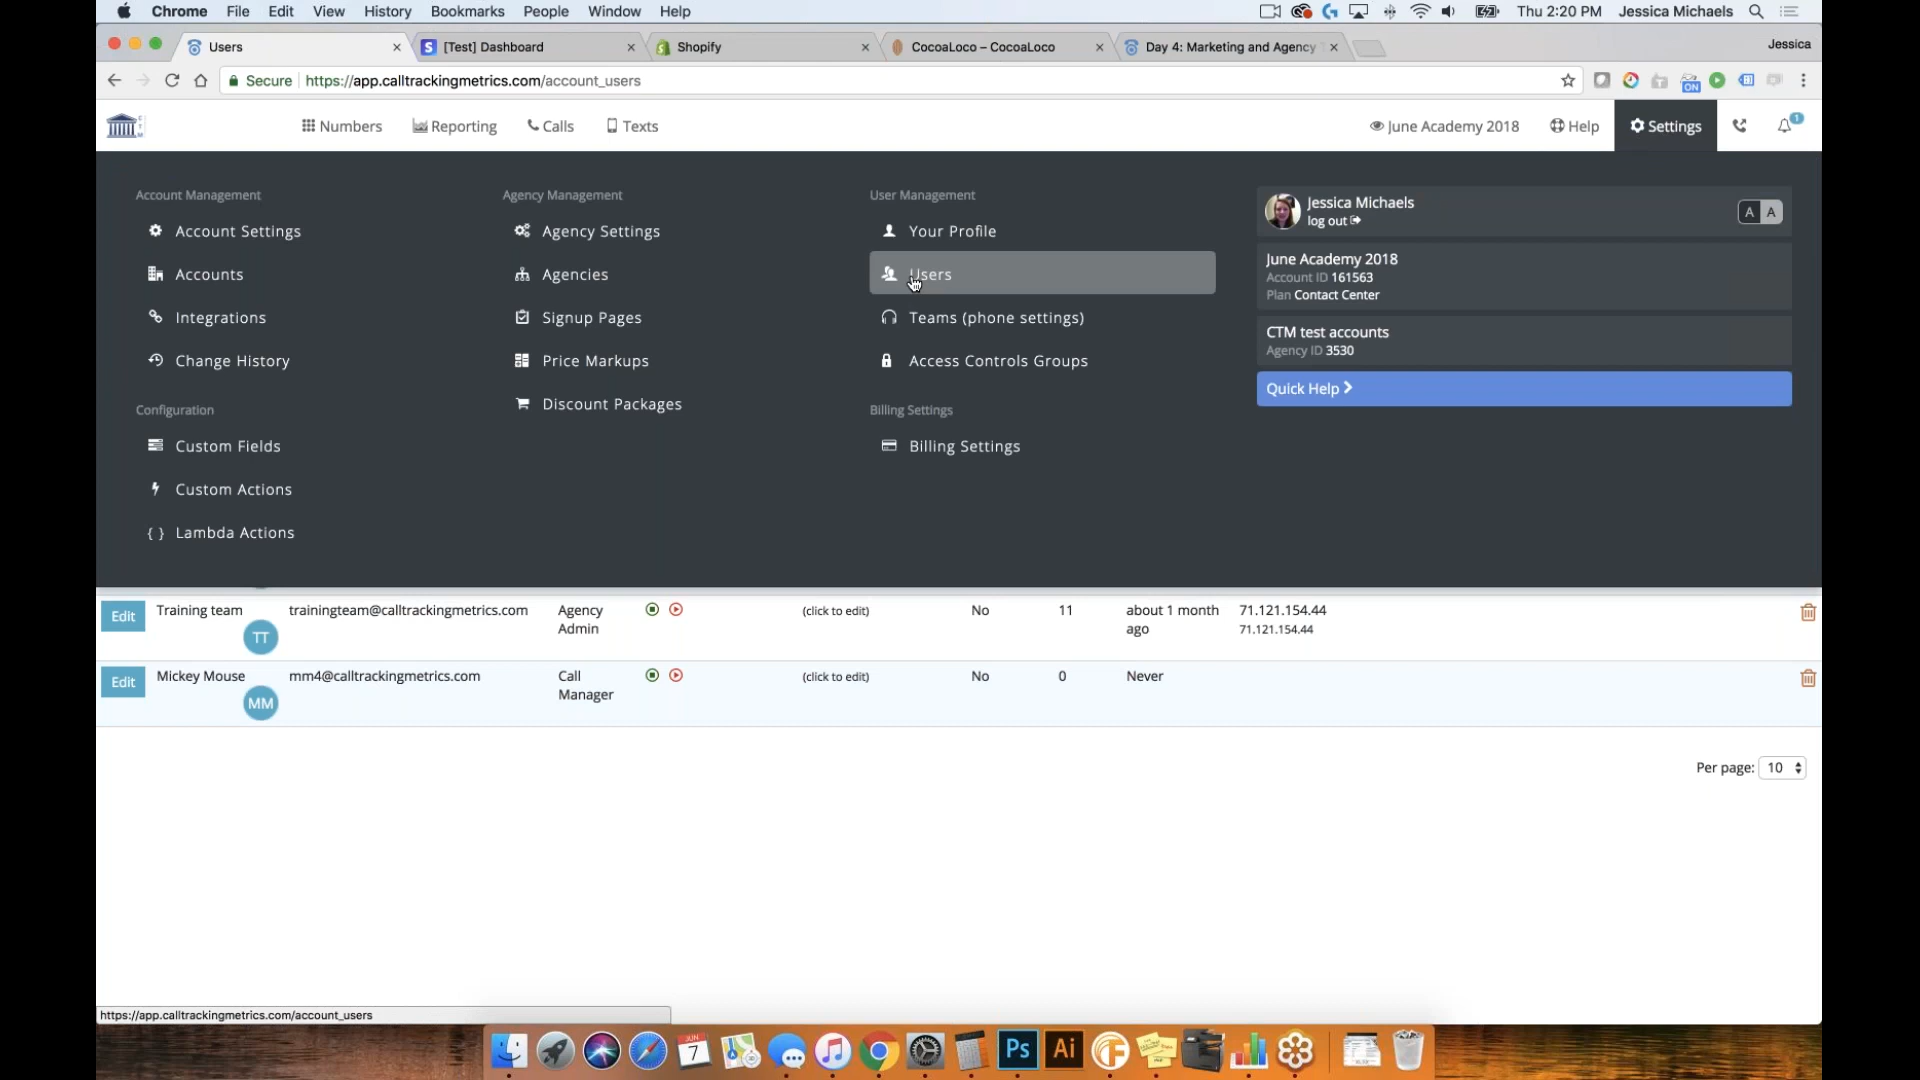 Chrome File Edit View History Bookmarks People Window Help Thu 2:20 PM Jessica Michaels
Users [Test] Dashboard Shopify CocoaLoco – CocoaLoco Day 4: Marketing and Agency Jessica
Secure https://app.calltrackingmetrics.com/account_users ON
Numbers Reporting Calls Texts June Academy 2018 Help Settings 1
Account Management Agency Management User Management
Account Settings Agency Settings Your Profile
Accounts Agencies Users
Integrations Signup Pages Teams (phone settings)
Change History Price Markups Access Controls Groups
Discount Packages
Configuration Billing Settings
Custom Fields Billing Settings
Custom Actions
{ } Lambda Actions
Jessica Michaels
log out
A A
June Academy 2018
Account ID 161563
Plan Contact Center
CTM test accounts
Agency ID 3530
Quick Help
Edit Training team trainingteam@calltrackingmetrics.com Agency (click to edit) No 11 about 1 month 71.121.154.44
TT Admin ago 71.121.154.44
Edit Mickey Mouse mm4@calltrackingmetrics.com Call (click to edit) No 0 Never
MM Manager
Per page: 10
https://app.calltrackingmetrics.com/account_users
JUN
7
Ps Ai